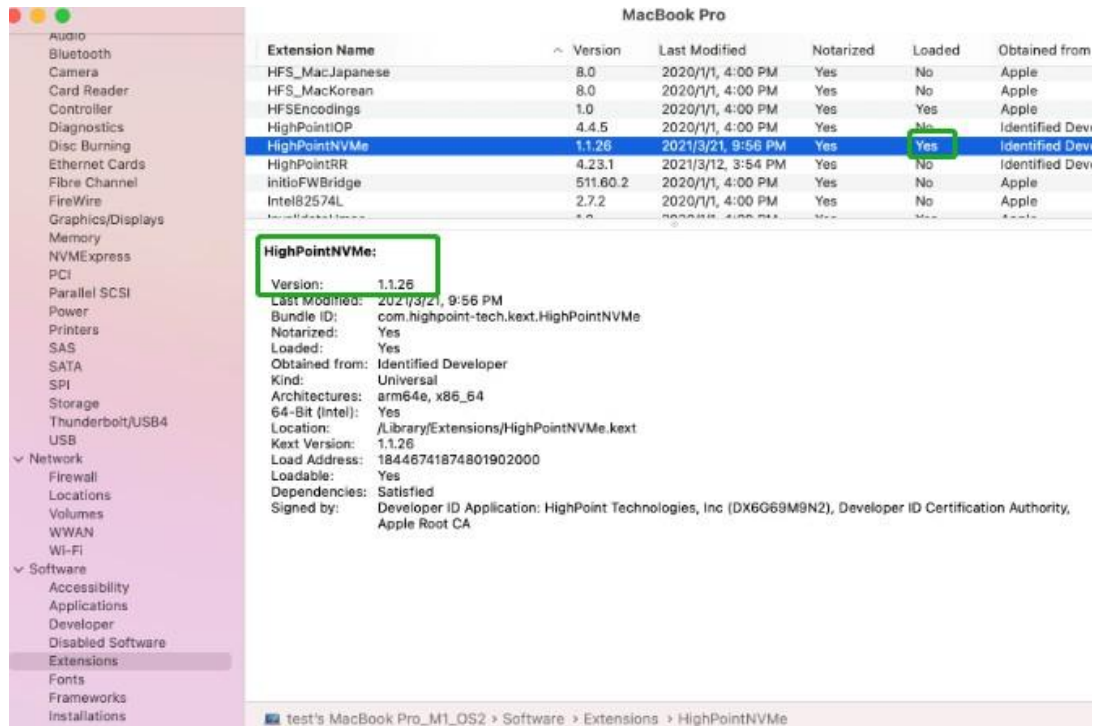 MacBook Pro
Audio
Bluetooth
Camera
Card Reader
Controller
Diagnostics
Disc Burning
Ethernet Cards
Fibre Channel
FireWire
Graphics/Displays
Memory
NVMExpress
PCI
Parallel SCSI
Power
Printers
SAS
SATA
SPI
Storage
Thunderbolt/USB4
USB
Network
Firewall
Locations
Volumes
WWAN
Wi-Fi
Software
Accessibility
Applications
Developer
Disabled Software
Extensions
Fonts
Frameworks
Installations
Extension Name Version Last Modified Notarized Loaded Obtained from
HFS_MacJapanese 8.0 2020/1/1, 4:00 PM Yes No Apple
HFS_MacKorean 8.0 2020/1/1, 4:00 PM Yes No Apple
HFSEncodings 1.0 2020/1/1, 4:00 PM Yes Yes Apple
HighPointIOP 4.4.5 2020/1/1, 4:00 PM Yes No Identified Dev
HighPointNVMe 1.1.26 2021/3/21, 9:56 PM Yes Yes Identified Dev
HighPointRR 4.23.1 2021/3/12, 3:54 PM Yes No Identified Dev
initioFWBridge 511.60.2 2020/1/1, 4:00 PM Yes No Apple
Intel82574L 2.7.2 2020/1/1, 4:00 PM Yes No Apple
HighPointNVMe:
Version: 1.1.26
Last Modified: 2021/3/21, 9:56 PM
Bundle ID: com.highpoint-tech.kext.HighPointNVMe
Notarized: Yes
Loaded: Yes
Obtained from: Identified Developer
Kind: Universal
Architectures: arm64e, x86_64
64-Bit (Intel): Yes
Location: /Library/Extensions/HighPointNVMe.kext
Kext Version: 1.1.26
Load Address: 18446741874801902000
Loadable: Yes
Dependencies: Satisfied
Signed by: Developer ID Application: HighPoint Technologies, Inc (DX6G69M9N2), Developer ID Certification Authority,
Apple Root CA
test's MacBook Pro_M1_OS2 › Software › Extensions › HighPointNVMe